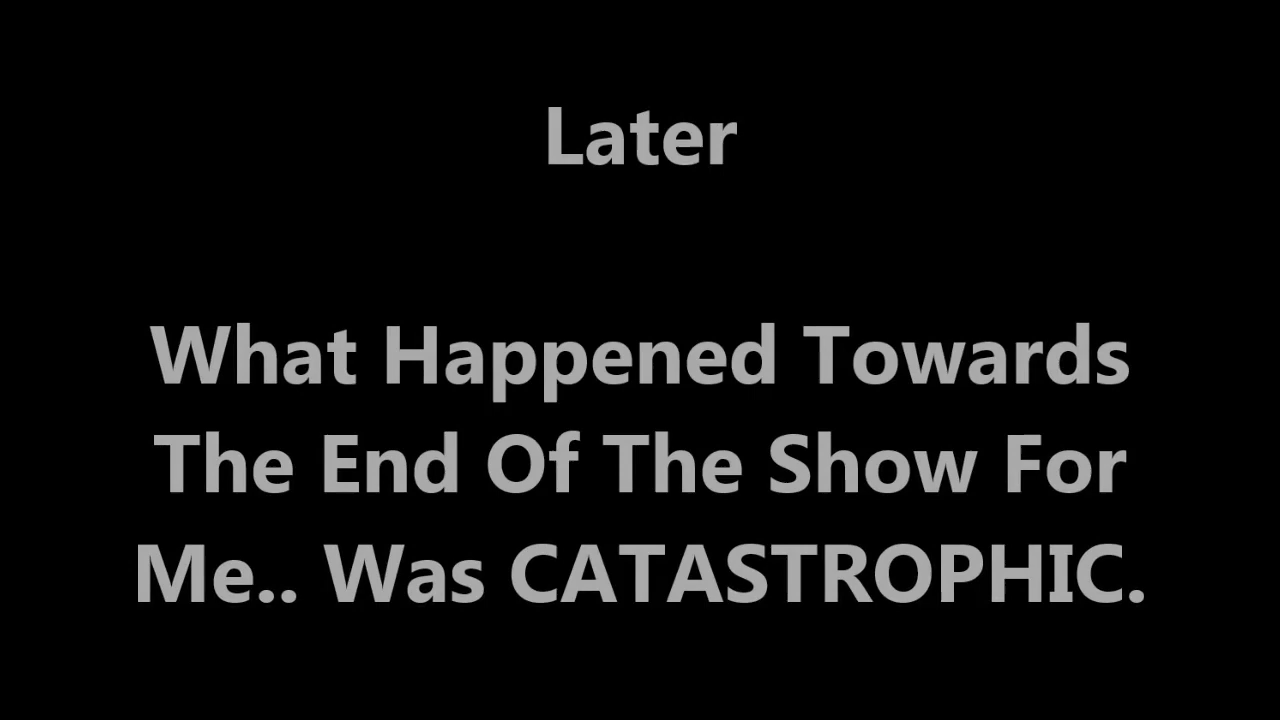 Later
What Happened Towards
The End Of The Show For
Me.. Was CATASTROPHIC.